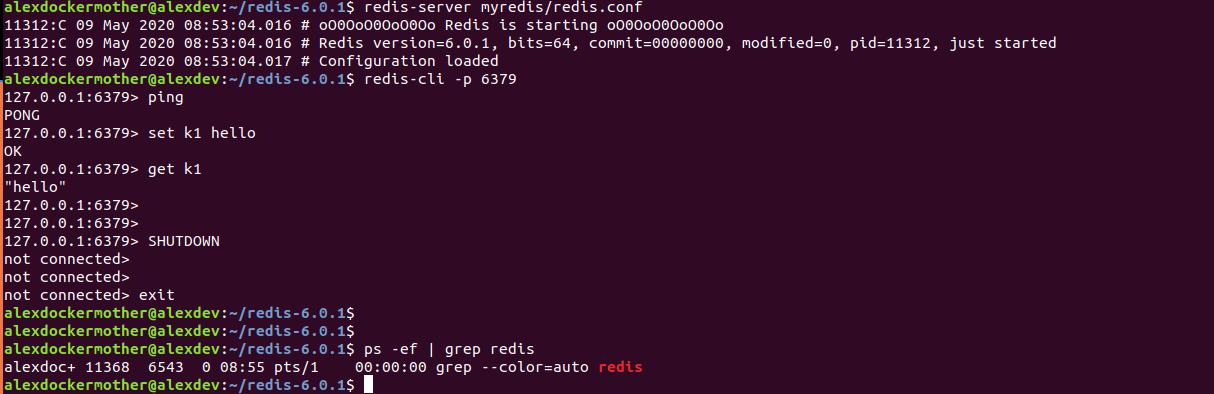 alexdockermother@alexdev:~/redis-6.0.1$ redis-server myredis/redis.conf
11312:C 09 May 2020 08:53:04.016 # oO0OoO0OoO0Oo Redis is starting oO0OoO0OoO0Oo
11312:C 09 May 2020 08:53:04.016 # Redis version=6.0.1, bits=64, commit=00000000, modified=0, pid=11312, just started
11312:C 09 May 2020 08:53:04.017 # Configuration loaded
alexdockermother@alexdev:~/redis-6.0.1$ redis-cli -p 6379
127.0.0.1:6379> ping
PONG
127.0.0.1:6379> set k1 hello
OK
127.0.0.1:6379> get k1
"hello"
127.0.0.1:6379>
127.0.0.1:6379>
127.0.0.1:6379> SHUTDOWN
not connected>
not connected>
not connected> exit
alexdockermother@alexdev:~/redis-6.0.1$
alexdockermother@alexdev:~/redis-6.0.1$
alexdockermother@alexdev:~/redis-6.0.1$ ps -ef | grep redis
alexdoc+ 11368  6543  0 08:55 pts/1    00:00:00 grep --color=auto redis
alexdockermother@alexdev:~/redis-6.0.1$